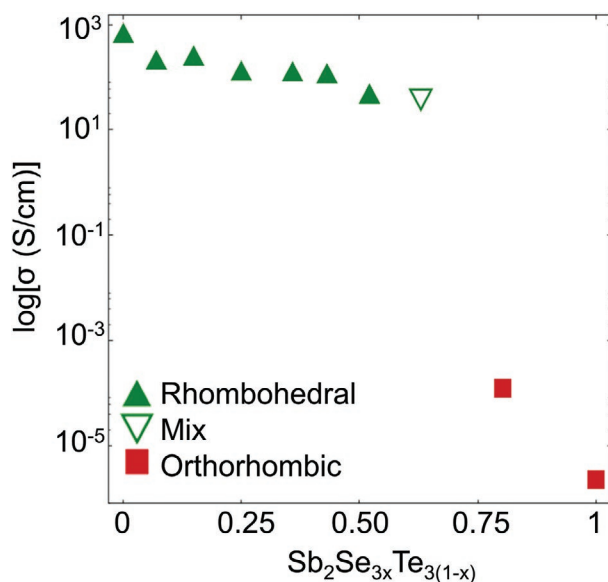 10³
10¹
10⁻¹
10⁻³
10⁻⁵
log[σ (S/cm)]
Rhombohedral
Mix
Orthorhombic
0 0.25 0.50 0.75 1
Sb₂Se₃ₓTe₃₍₁₋ₓ₎